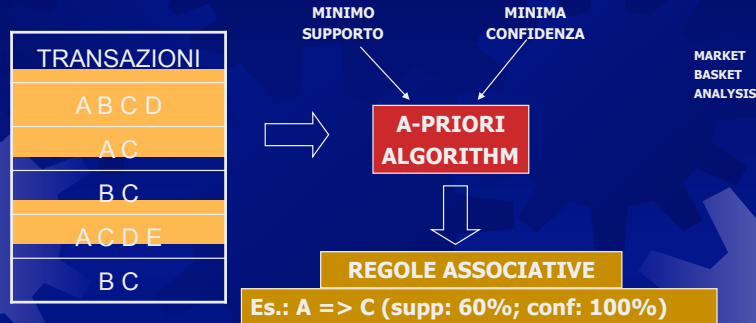 MINIMO
SUPPORTO
MINIMA
CONFIDENZA
MARKET
BASKET
ANALYSIS
TRANSAZIONI
A B C D
A C
B C
A C D E
B C
A-PRIORI
ALGORITHM
REGOLE ASSOCIATIVE
Es.: A => C (supp: 60%; conf: 100%)